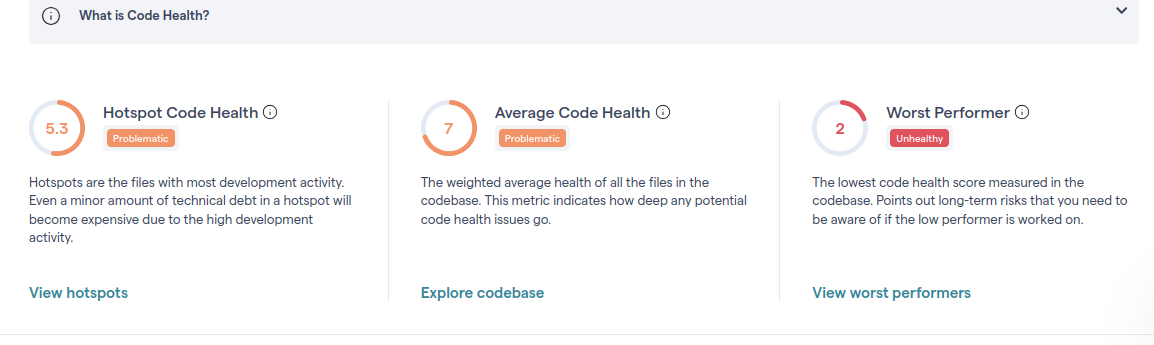 What is Code Health?
5.3
Hotspot Code Health
Problematic
Hotspots are the files with most development activity.
Even a minor amount of technical debt in a hotspot will
become expensive due to the high development
activity.
View hotspots
7
Average Code Health
Problematic
The weighted average health of all the files in the
codebase. This metric indicates how deep any potential
code health issues go.
Explore codebase
2
Worst Performer
Unhealthy
The lowest code health score measured in the
codebase. Points out long-term risks that you need to
be aware of if the low performer is worked on.
View worst performers